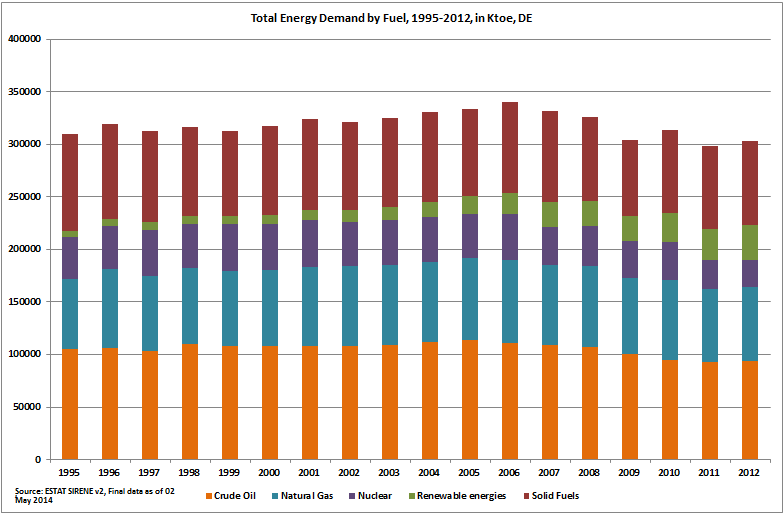 Total Energy Demand by Fuel, 1995-2012, in Ktoe, DE
400000
350000
300000
250000
200000
150000
100000
50000
0
1995 1996 1997 1998 1999 2000 2001 2002 2003 2004 2005 2006 2007 2008 2009 2010 2011 2012
Source: ESTAT SIRENE v2, Final data as of 02
May 2014
Crude Oil Natural Gas Nuclear Renewable energies Solid Fuels